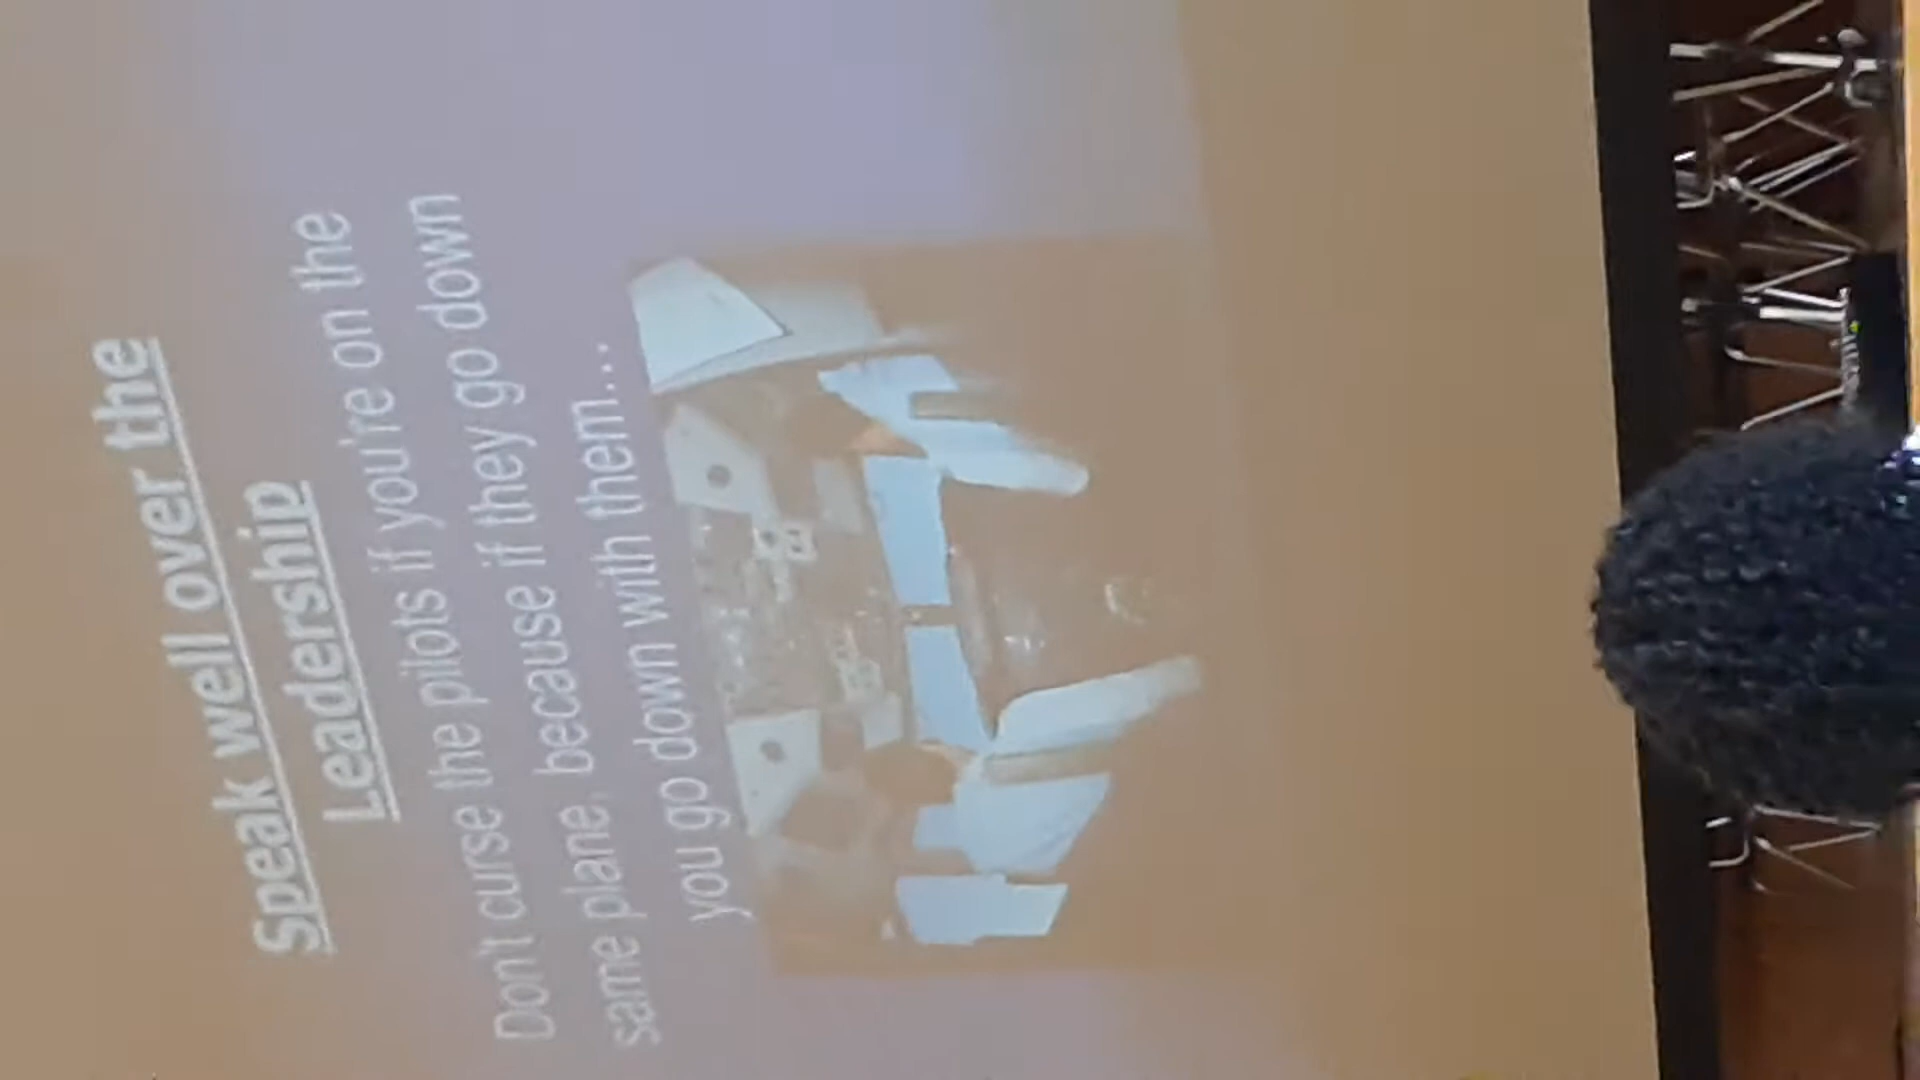 Speak well over the
Leadership
Don't curse the pilots if you're on the
same plane, because if they go down
you go down with them...